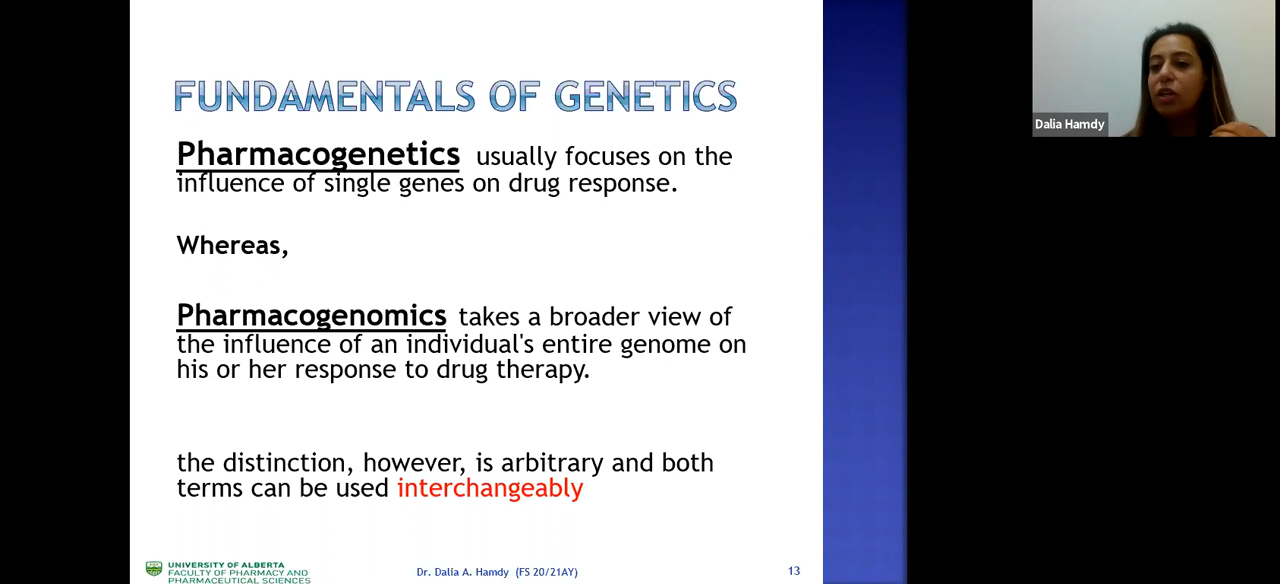 FUNDAMENTALS OF GENETICS
Pharmacogenetics usually focuses on the
influence of single genes on drug response.
Whereas,
Pharmacogenomics takes a broader view of
the influence of an individual's entire genome on
his or her response to drug therapy.
the distinction, however, is arbitrary and both
terms can be used interchangeably
UNIVERSITY OF ALBERTA
FACULTY OF PHARMACY AND
PHARMACEUTICAL SCIENCES
Dr. Dalia A. Hamdy (FS 20/21AY)
13
Dalia Hamdy